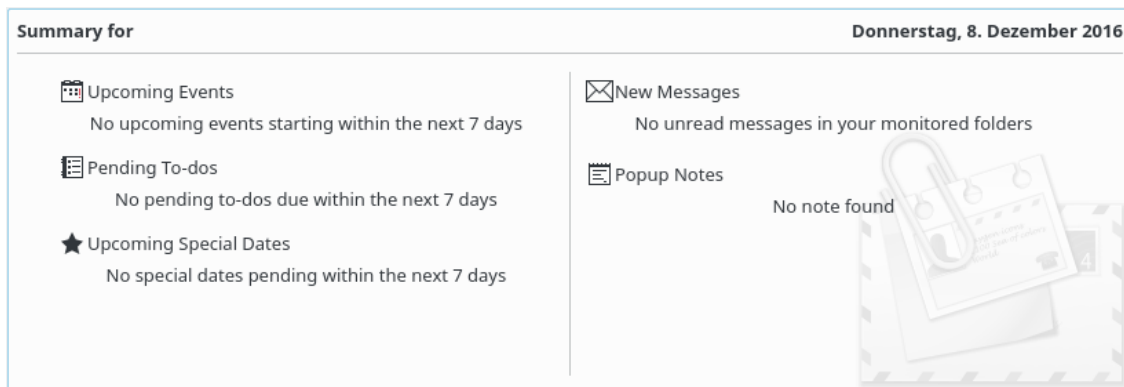 Summary for
Donnerstag, 8. Dezember 2016
Upcoming Events
No upcoming events starting within the next 7 days
Pending To-dos
No pending to-dos due within the next 7 days
Upcoming Special Dates
No special dates pending within the next 7 days
New Messages
No unread messages in your monitored folders
Popup Notes
No note found
4